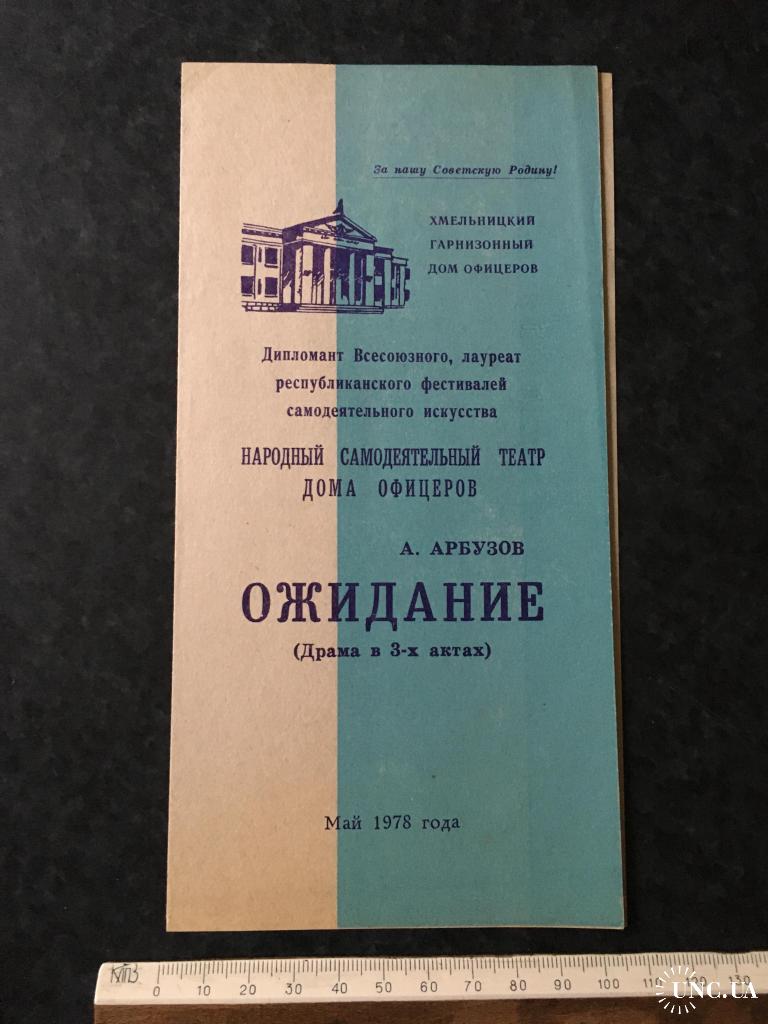 За нашу Советскую Родину!
ХМЕЛЬНИЦКИЙ
ГАРНИЗОННЫЙ
ДОМ ОФИЦЕРОВ
Дипломант Всесоюзного, лауреат
республиканского фестивалей
самодеятельного искусства
НАРОДНЫЙ САМОДЕЯТЕЛЬНЫЙ ТЕАТР
ДОМА ОФИЦЕРОВ
А. АРБУЗОВ
ОЖИДАНИЕ
(Драма в 3-х актах)
Май 1978 года
0 10 20 30 40 50 60 70 80 90 100 110 120 130
UNC.UA